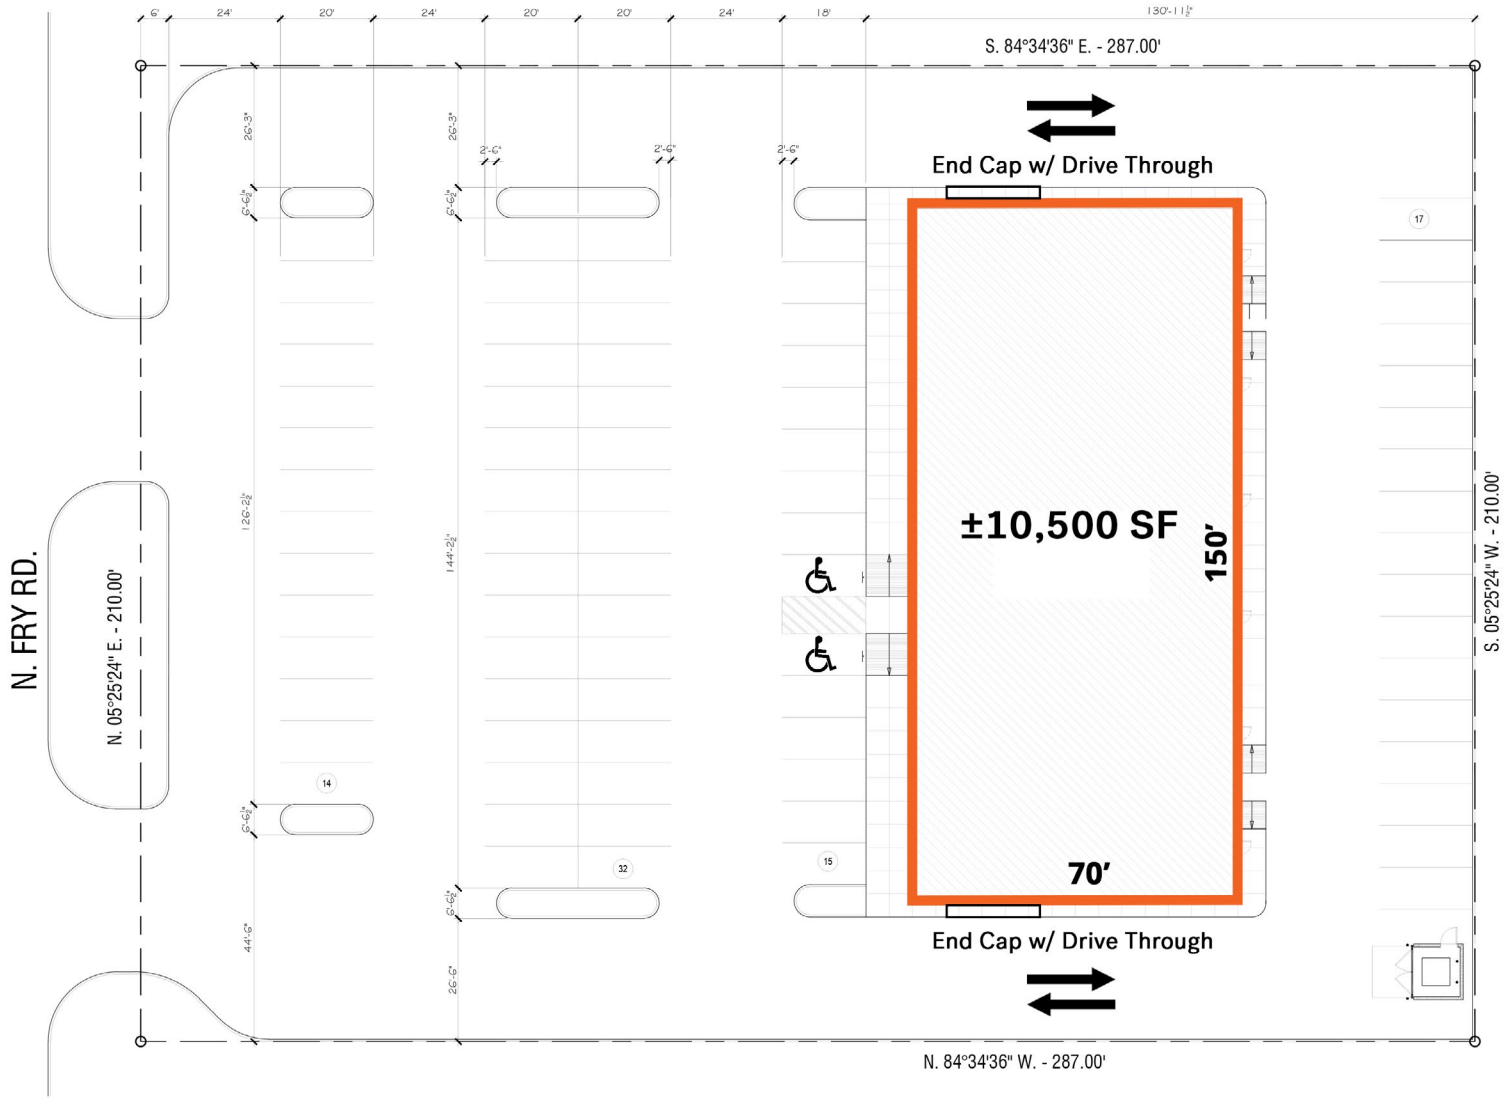 6' 24' 20' 24' 20' 20' 24' 18' 130'-11½"
S. 84°34'36" E. - 287.00'
26'-3" 26'-3"
2'-6" 2'-6" 2'-6"
End Cap w/ Drive Through
6'-6½" 6'-6½"
17
126'-2½"
144'-2½"
±10,500 SF
150'
N. FRY RD.
N. 05°25'24" E. - 210.00'
S. 05°25'24" W. - 210.00'
14
6'-6½"
32
15
70'
6'-6½"
End Cap w/ Drive Through
44'-6"
26'-6"
N. 84°34'36" W. - 287.00'